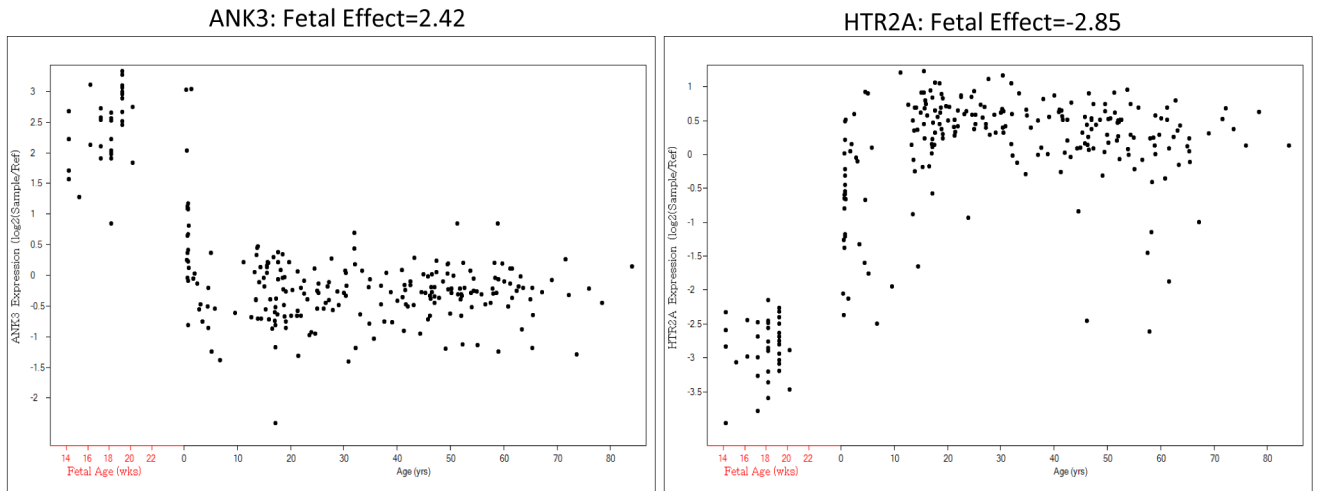 ANK3: Fetal Effect=2.42
ANK3 Expression (log2(Sample/Ref)
3
2.5
2
1.5
1
0.5
0
-0.5
-1
-1.5
-2
14 16 18 20 22 0 10 20 30 40 50 60 70 80
Fetal Age (wks) Age (yrs)
HTR2A: Fetal Effect=-2.85
HTR2A Expression (log2(Sample/Ref)
1
0.5
0
-0.5
-1
-1.5
-2
-2.5
-3
-3.5
14 16 18 20 22 0 10 20 30 40 50 60 70 80
Fetal Age (wks) Age (yrs)